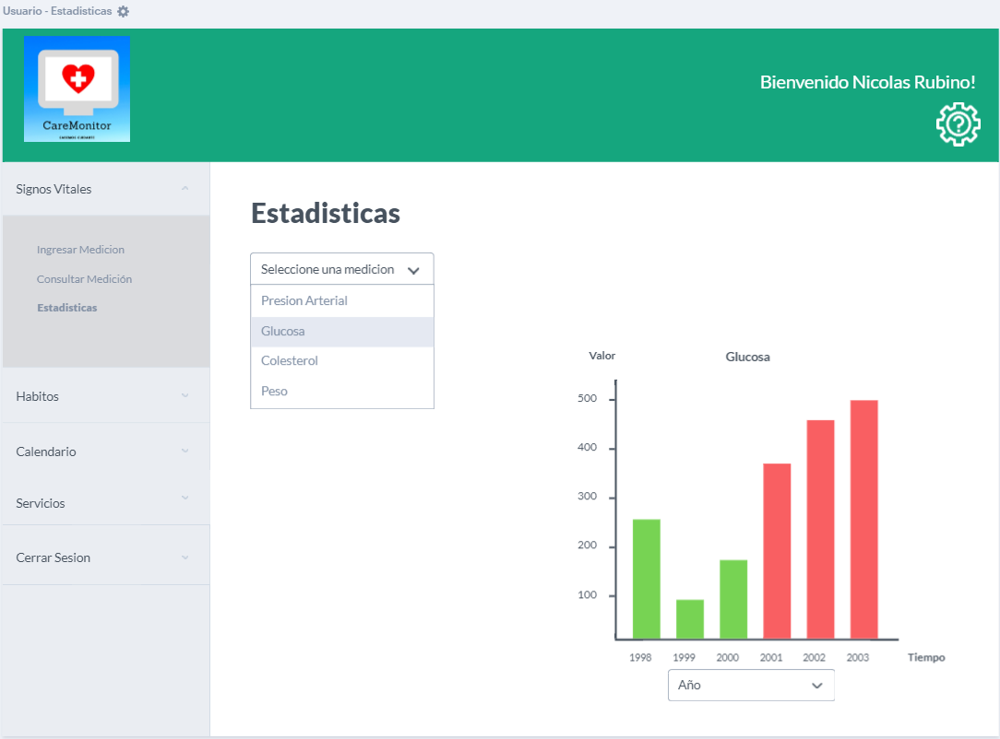 Usuario - Estadisticas
CareMonitor
Bienvenido Nicolas Rubino!
Signos Vitales
Ingresar Medicion
Consultar Medición
Estadisticas
Habitos
Calendario
Servicios
Cerrar Sesion
Estadisticas
Seleccione una medicion
Presion Arterial
Glucosa
Colesterol
Peso
Valor
Glucosa
500
400
300
200
100
1998 1999 2000 2001 2002 2003 Tiempo
Año